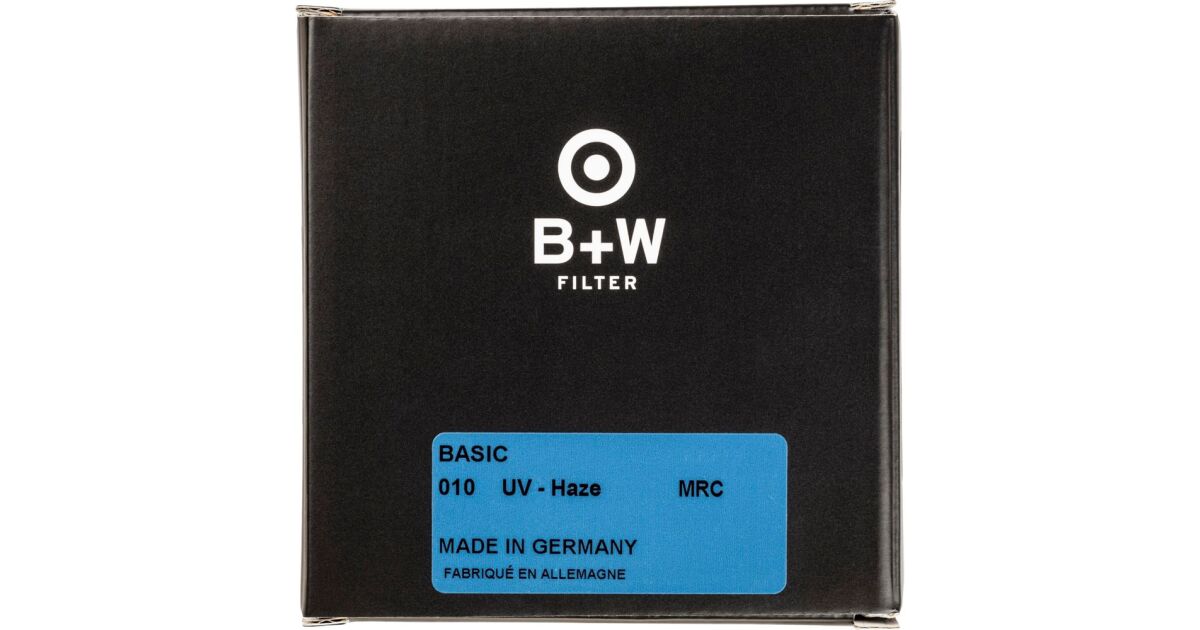 B+W
FILTER
BASIC
010 UV - Haze MRC
MADE IN GERMANY
FABRIQUÉ EN ALLEMAGNE